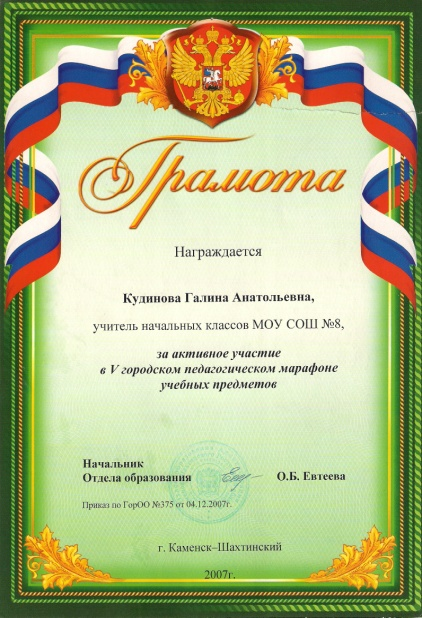 Грамота
Награждается
Кудинова Галина Анатольевна,
учитель начальных классов МОУ СОШ №8,
за активное участие
в V городском педагогическом марафоне
учебных предметов
Начальник
Отдела образования О.Б. Евтеева
Приказ по ГорОО №375 от 04.12.2007г.
г. Каменск–Шахтинский
2007г.